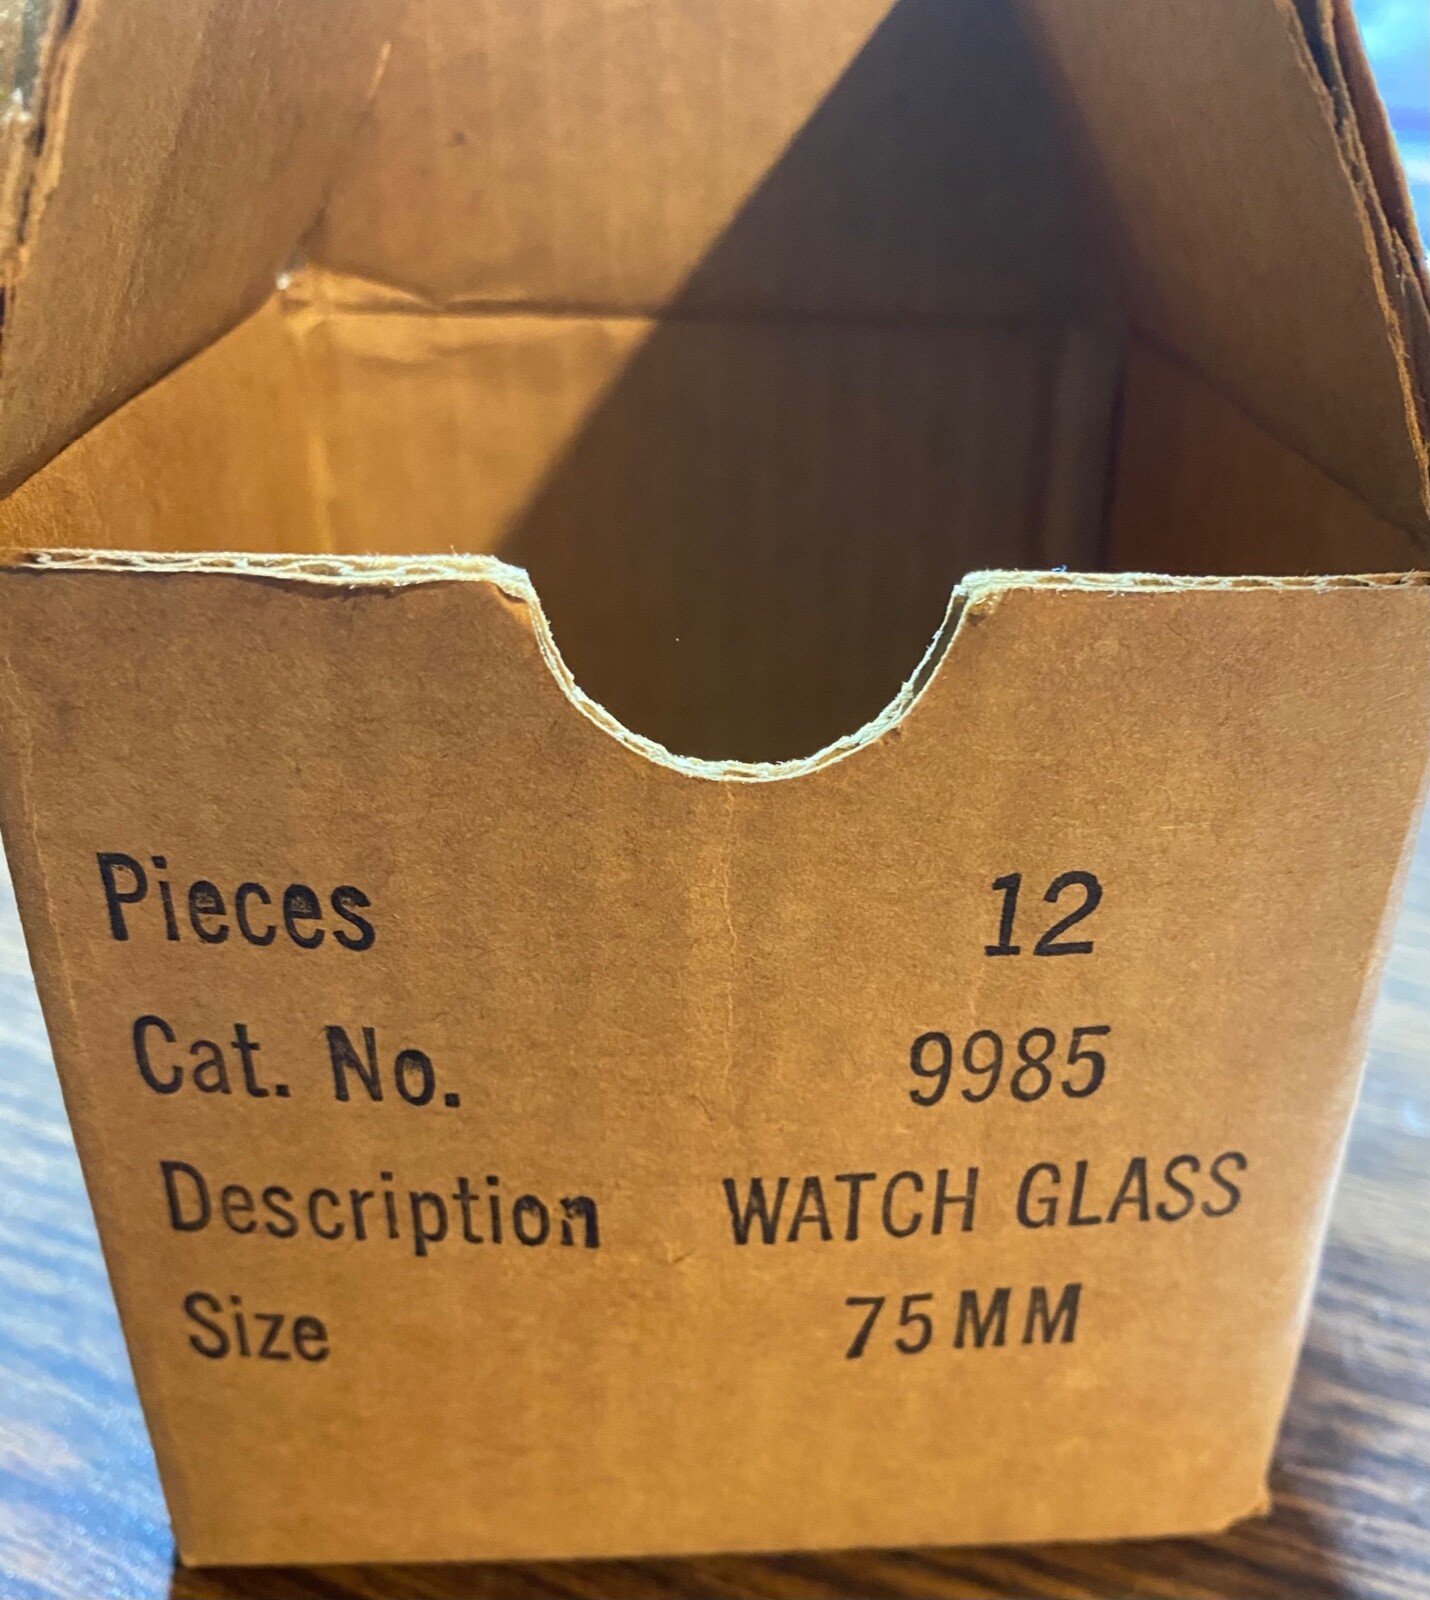 Pieces 12
Cat. No. 9985
Description WATCH GLASS
Size 75MM